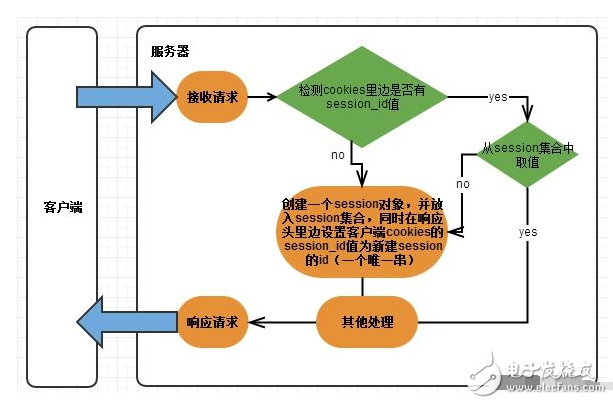 服务器
接收请求
检测cookies里边是否有
session_id值
yes
从session集合中
取值
no
no
客户端
创建一个session对象，并放
入session集合，同时在响应
头里边设置客户端cookies的
session_id值为新建session
的id（一个唯一串）
yes
响应请求
其他处理
电子发烧友
www.elecfans.com